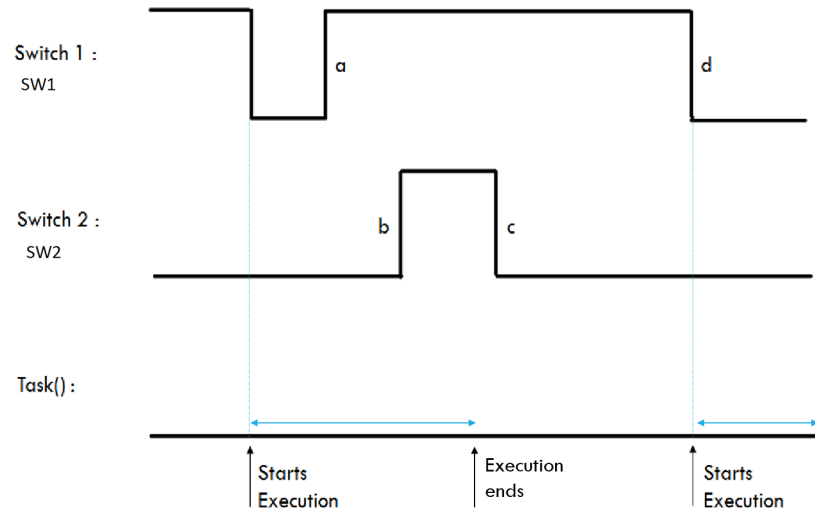 Switch 1 :
SW1
a
d
Switch 2 :
SW2
b
c
Task() :
Starts
Execution
Execution
ends
Starts
Execution